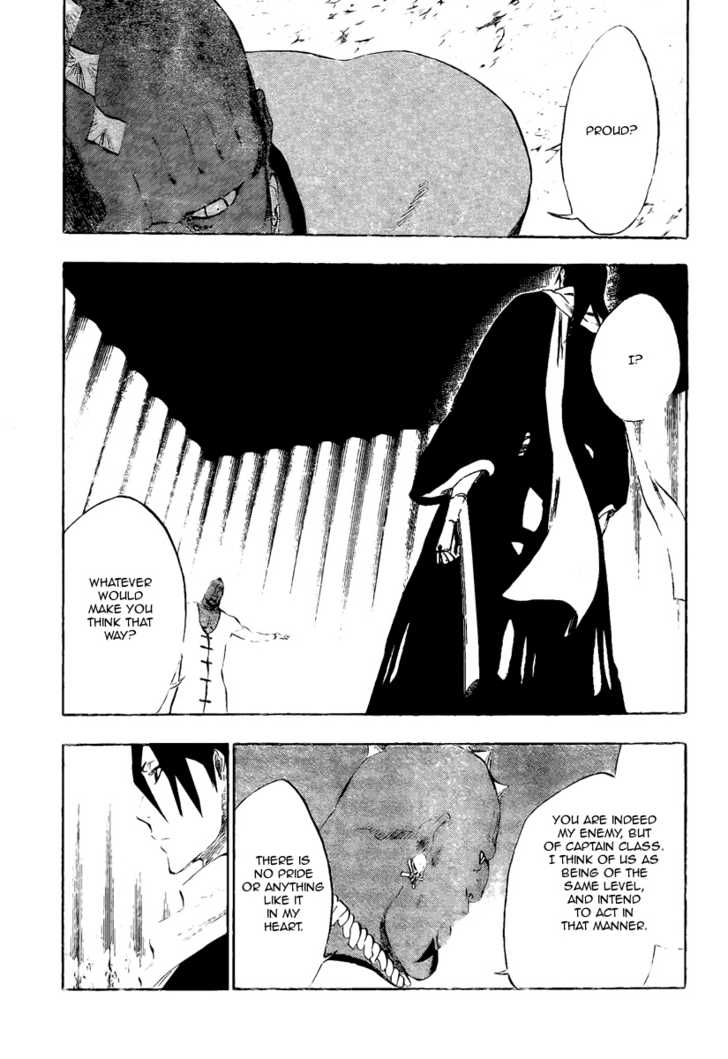 PROUD?
I?
WHATEVER
WOULD
MAKE YOU
THINK THAT
WAY?
YOU ARE INDEED
MY ENEMY, BUT
OF CAPTAIN CLASS.
I THINK OF US AS
BEING OF THE
SAME LEVEL,
AND INTEND
TO ACT IN
THAT MANNER.
THERE IS
NO PRIDE
OR ANYTHING
LIKE IT
IN MY
HEART.